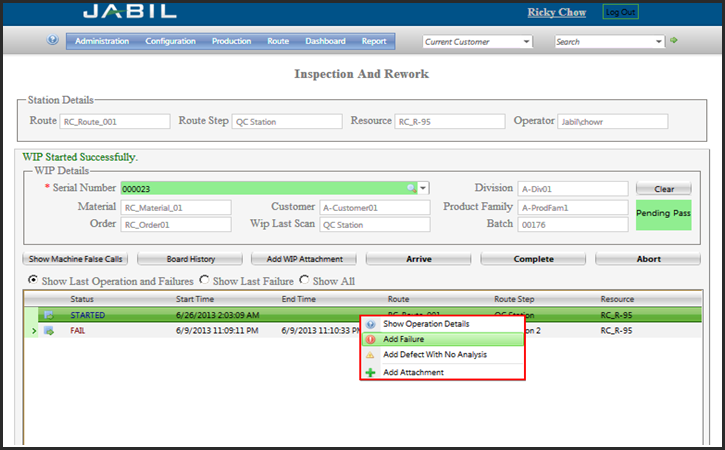 JABIL
Ricky Chow Log Out
Administration Configuration Production Route Dashboard Report Current Customer Search
Inspection And Rework
Station Details
Route RC_Route_001 Route Step QC Station Resource RC_R-95 Operator Jabil\chowr
WIP Started Successfully.
WIP Details
* Serial Number 000023 Division A-Div01 Clear
Material RC_Material_01 Customer A-Customer01 Product Family A-ProdFam1 Pending Pass
Order RC_Order01 Wip Last Scan QC Station Batch 00176
Show Machine False Calls Board History Add WIP Attachment Arrive Complete Abort
Show Last Operation and Failures Show Last Failure Show All
Status Start Time End Time Route Route Step Resource
STARTED 6/26/2013 2:03:09 AM RC_R-95
FAIL 6/9/2013 11:09:11 PM 6/9/2013 11:10:33 PM RC_R-95
Show Operation Details
Add Failure
Add Defect With No Analysis
Add Attachment